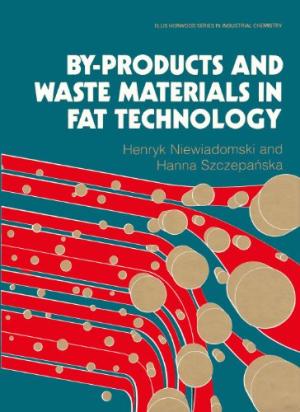 ELLIS HORWOOD SERIES IN INDUSTRIAL CHEMISTRY
BY-PRODUCTS AND
WASTE MATERIALS IN
FAT TECHNOLOGY
Henryk Niewiadomski and
Hanna Szczepańska